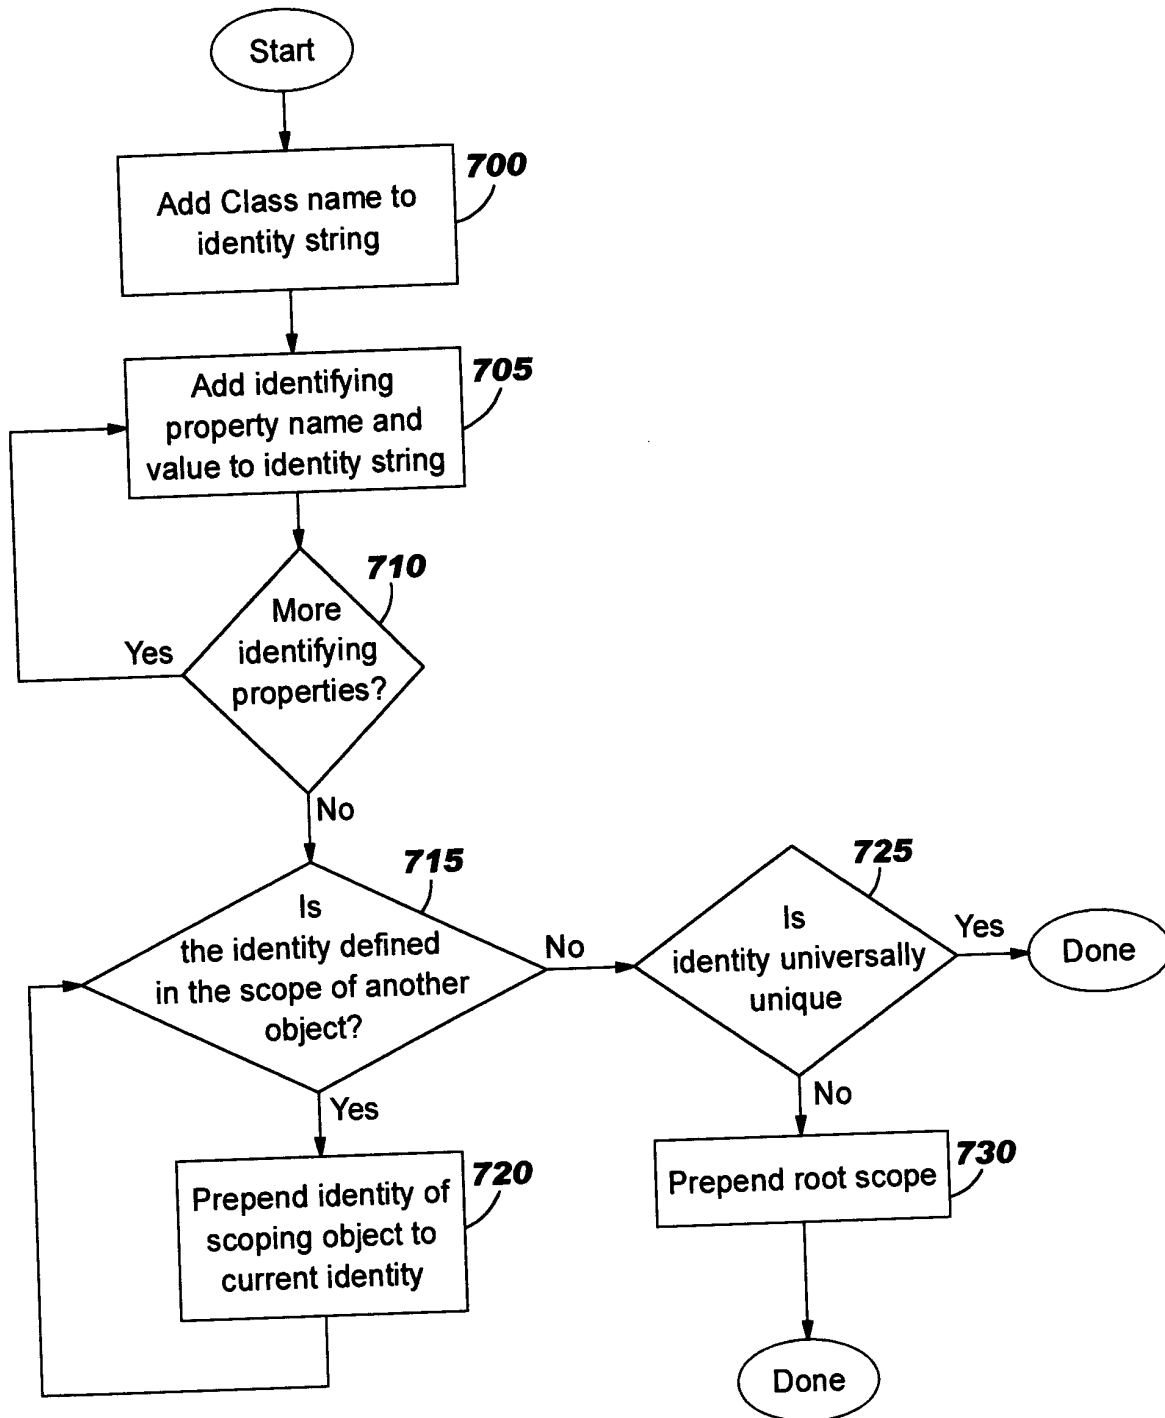 Start
700
Add Class name to
identity string
705
Add identifying
property name and
value to identity string
710
More
identifying
properties?
Yes
No
715
Is
the identity defined
in the scope of another
object?
No
Yes
725
Is
identity universally
unique
Yes
Done
No
720
Prepend identity of
scoping object to
current identity
730
Prepend root scope
Done